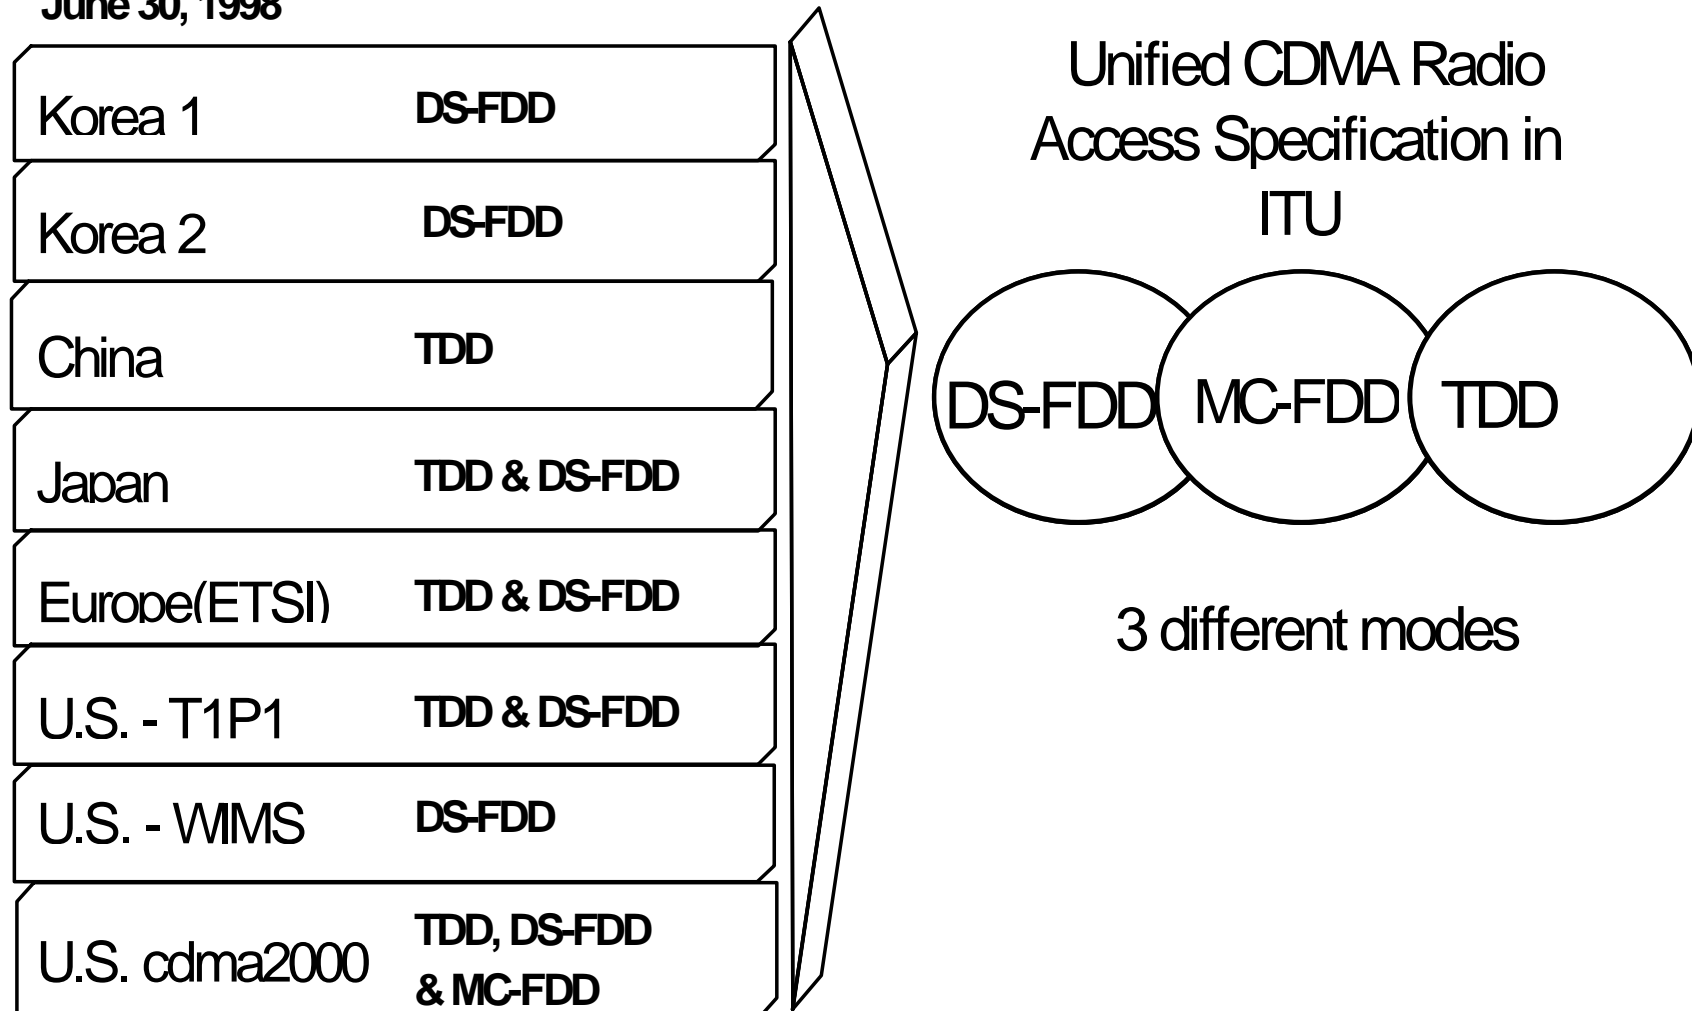 June 30, 1998
Korea 1 DS-FDD
Korea 2 DS-FDD
China TDD
Japan TDD & DS-FDD
Europe(ETSI) TDD & DS-FDD
U.S. - T1P1 TDD & DS-FDD
U.S. - WIMS DS-FDD
U.S. cdma2000 TDD, DS-FDD
& MC-FDD
Unified CDMA Radio
Access Specification in
ITU
DS-FDD MC-FDD TDD
3 different modes